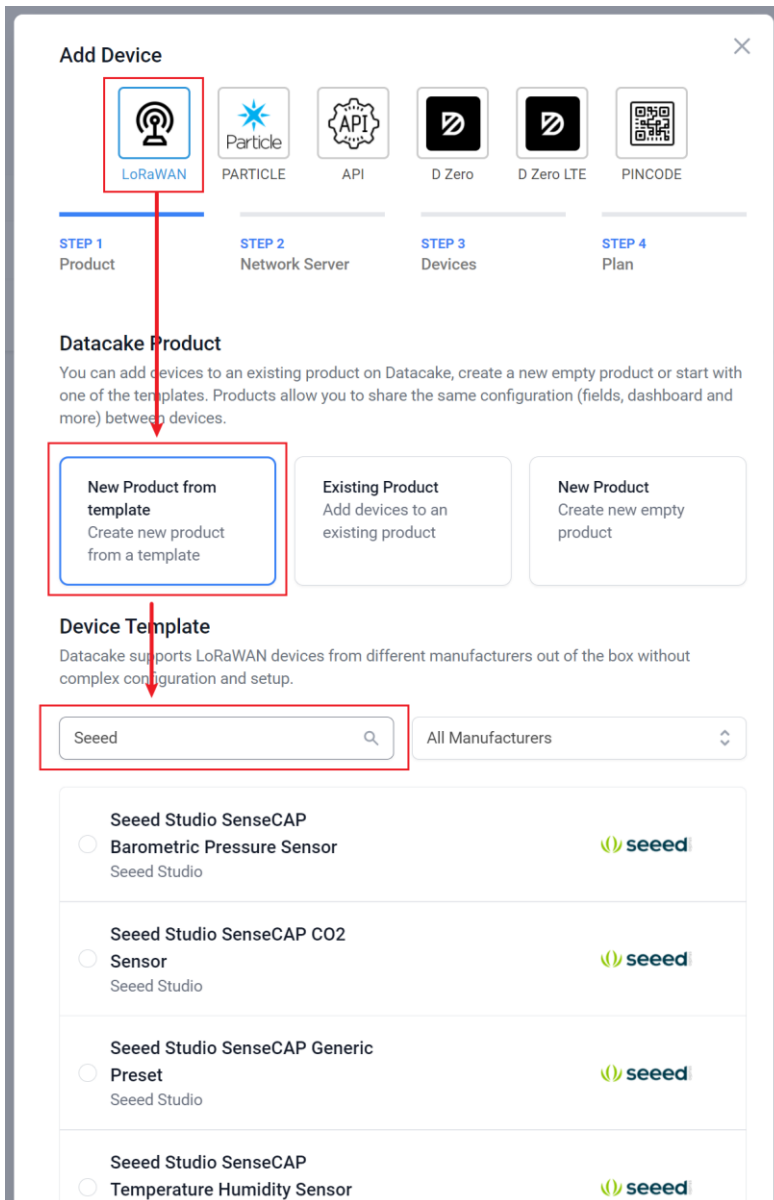 Add Device
API
Particle
LoRaWAN PARTICLE API D Zero D Zero LTE PINCODE
STEP 1 STEP 2 STEP 3 STEP 4
Product Network Server Devices Plan
Datacake Product
You can add devices to an existing product on Datacake, create a new empty product or start with
one of the templates. Products allow you to share the same configuration (fields, dashboard and
more) between devices.
New Product from
template
Create new product
from a template
Existing Product
Add devices to an
existing product
New Product
Create new empty
product
Device Template
Datacake supports LoRaWAN devices from different manufacturers out of the box without
complex configuration and setup.
Seeed
All Manufacturers
Seeed Studio SenseCAP
Barometric Pressure Sensor
Seeed Studio
seeed
Seeed Studio SenseCAP CO2
Sensor
Seeed Studio
seeed
Seeed Studio SenseCAP Generic
Preset
Seeed Studio
seeed
Seeed Studio SenseCAP
Temperature Humidity Sensor
seeed